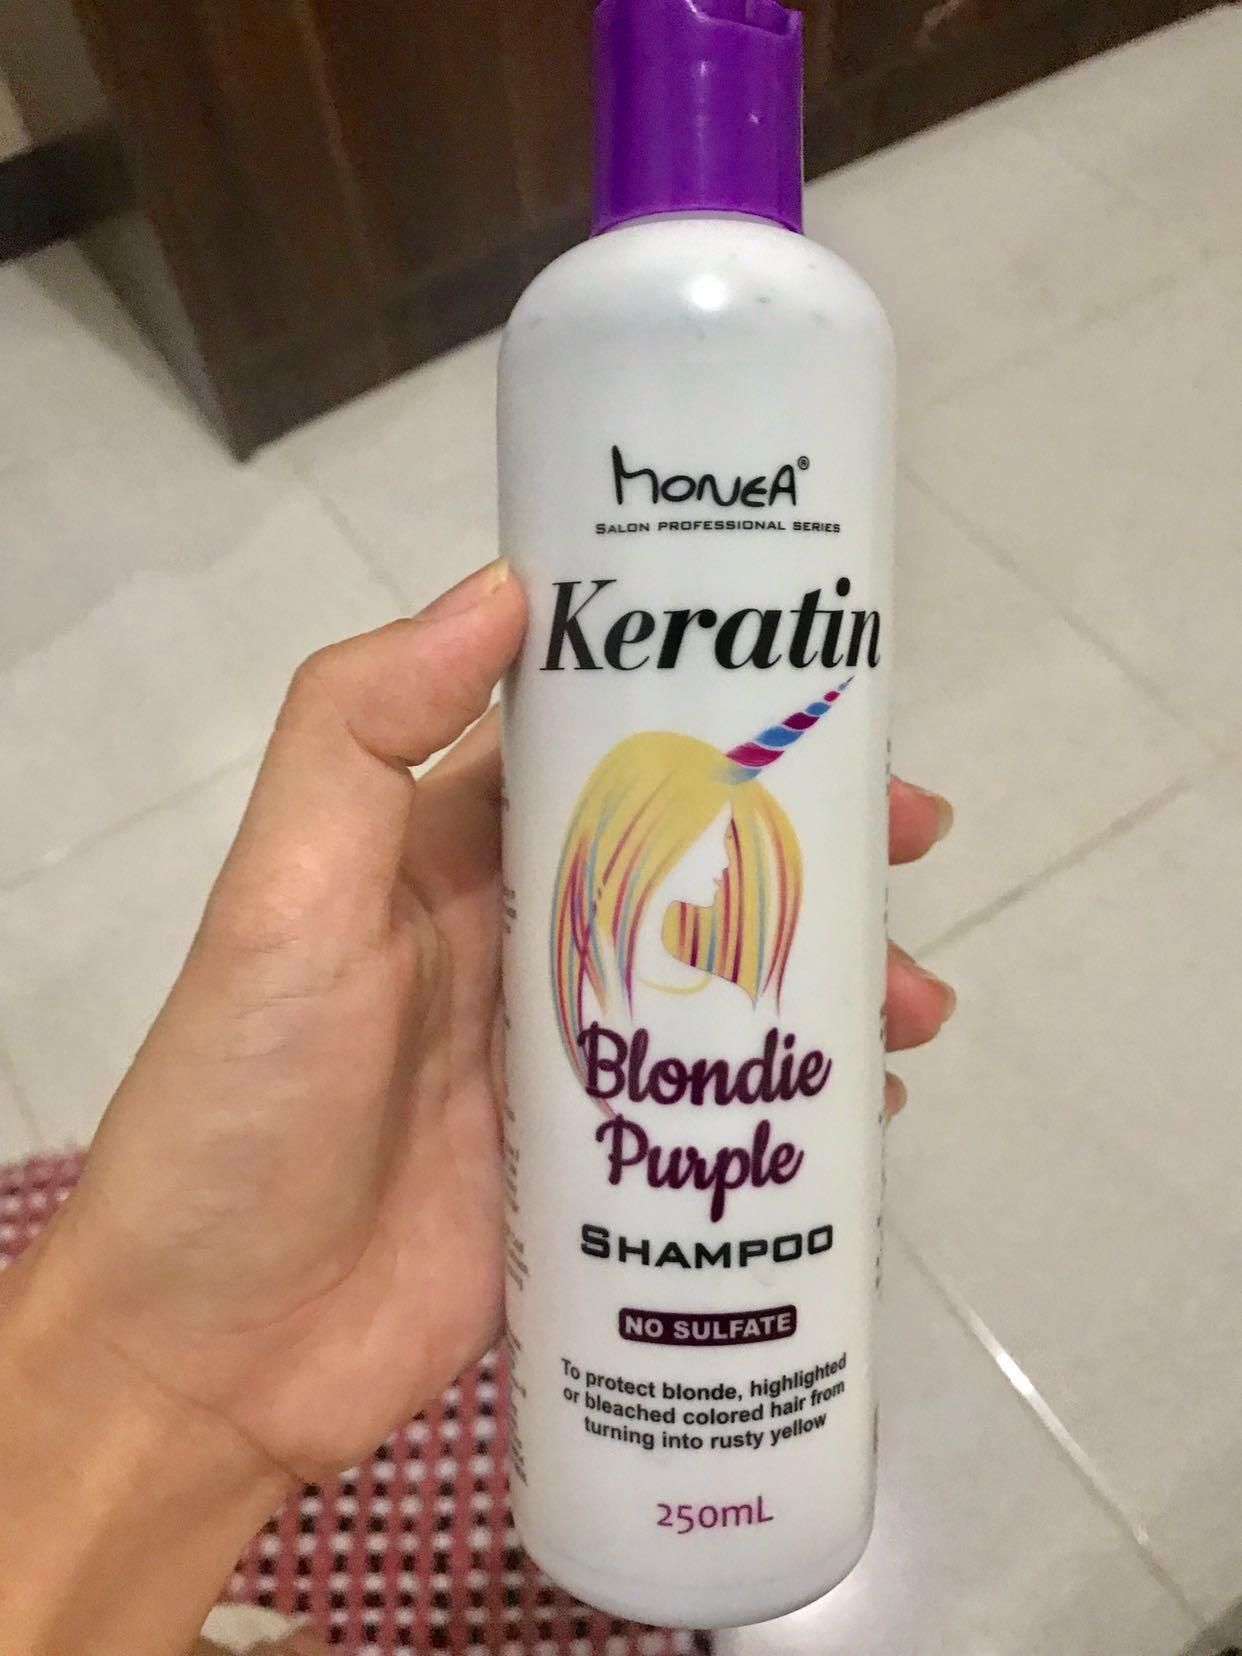 MONEA®
SALON PROFESSIONAL SERIES
Keratin
Blondie
Purple
SHAMPOO
NO SULFATE
To protect blonde, highlighted
or bleached colored hair from
turning into rusty yellow
250mL